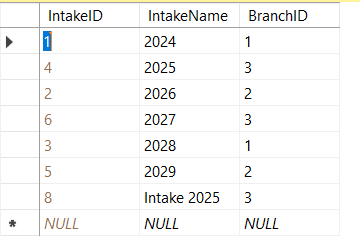 IntakeID IntakeName BranchID
1 2024 1
4 2025 3
2 2026 2
6 2027 3
3 2028 1
5 2029 2
8 Intake 2025 3
NULL NULL NULL